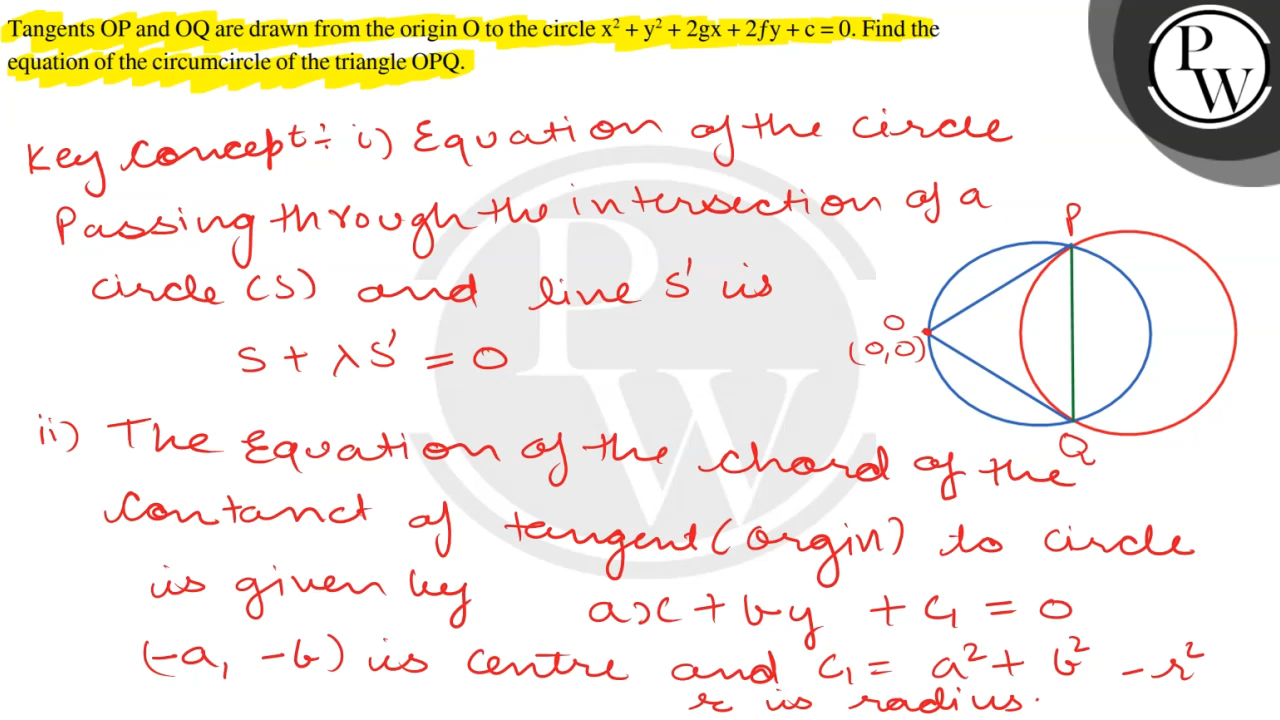 Tangents OP and OQ are drawn from the origin O to the circle x² + y² + 2gx + 2fy + c = 0. Find the
equation of the circumcircle of the triangle OPQ.
PW
Key Concept:- i) Equation of the circle
Passing through the intersection of a
circle (S) and line S' is
S + λS' = 0
ii) The Equation of the chord of the
Contanct of tangent (orgin) to circle
is given by ax + by + c₁ = 0
(-a, -b) is centre and c₁ = a² + b² - r²
r is radius.
P
O
(0,0)
Q
PW